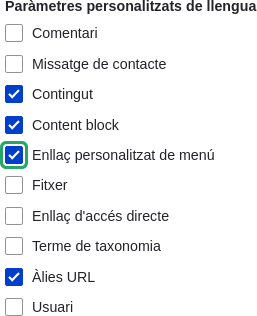 Paràmetres personalitzats de llengua
Comentari
Missatge de contacte
Contingut
Content block
Enllaç personalitzat de menú
Fitxer
Enllaç d'accés directe
Terme de taxonomia
Àlies URL
Usuari